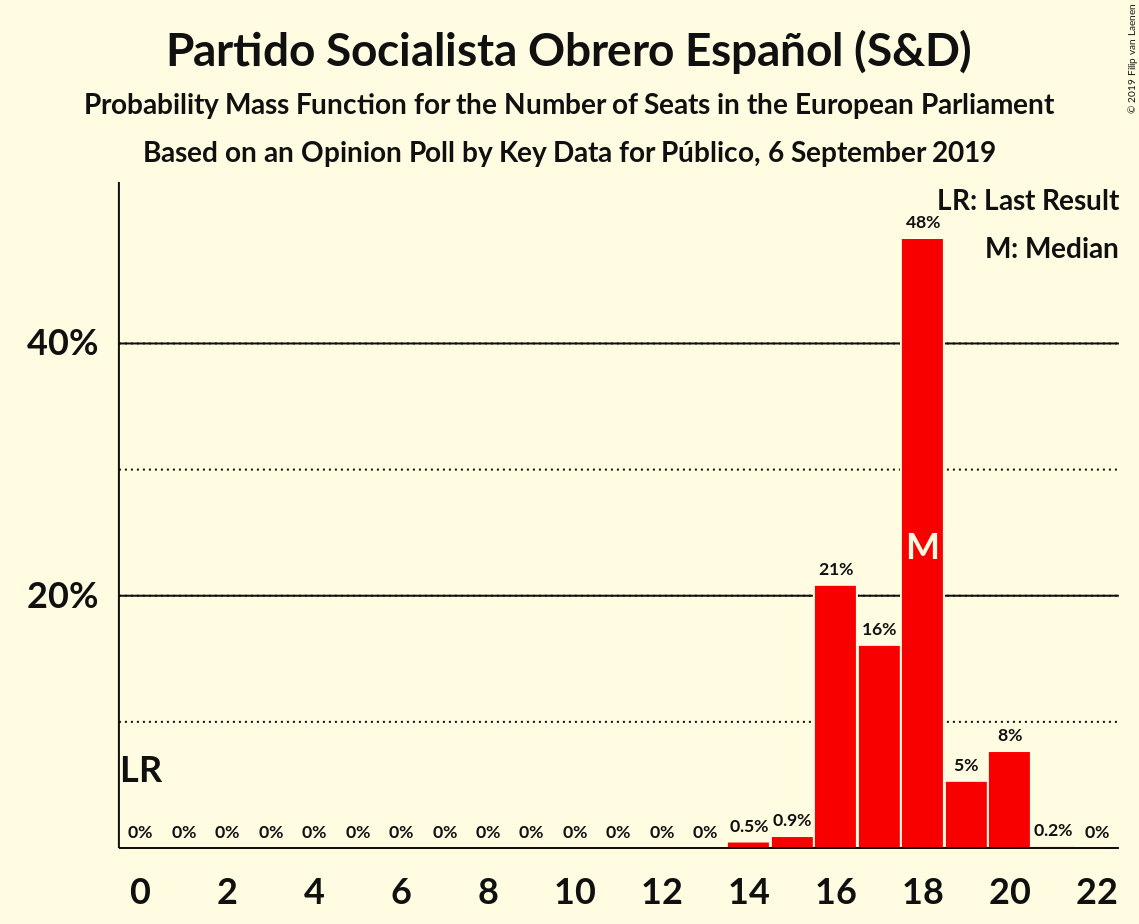 Partido Socialista Obrero Español (S&D)
Probability Mass Function for the Number of Seats in the European Parliament
Based on an Opinion Poll by Key Data for Público, 6 September 2019
© 2019 Filip van Laenen
LR: Last Result
M: Median
40%
20%
48%
M
21%
16%
8%
5%
LR
0% 0% 0% 0% 0% 0% 0% 0% 0% 0% 0% 0% 0% 0% 0.5% 0.9% 0.2% 0%
0 2 4 6 8 10 12 14 16 18 20 22